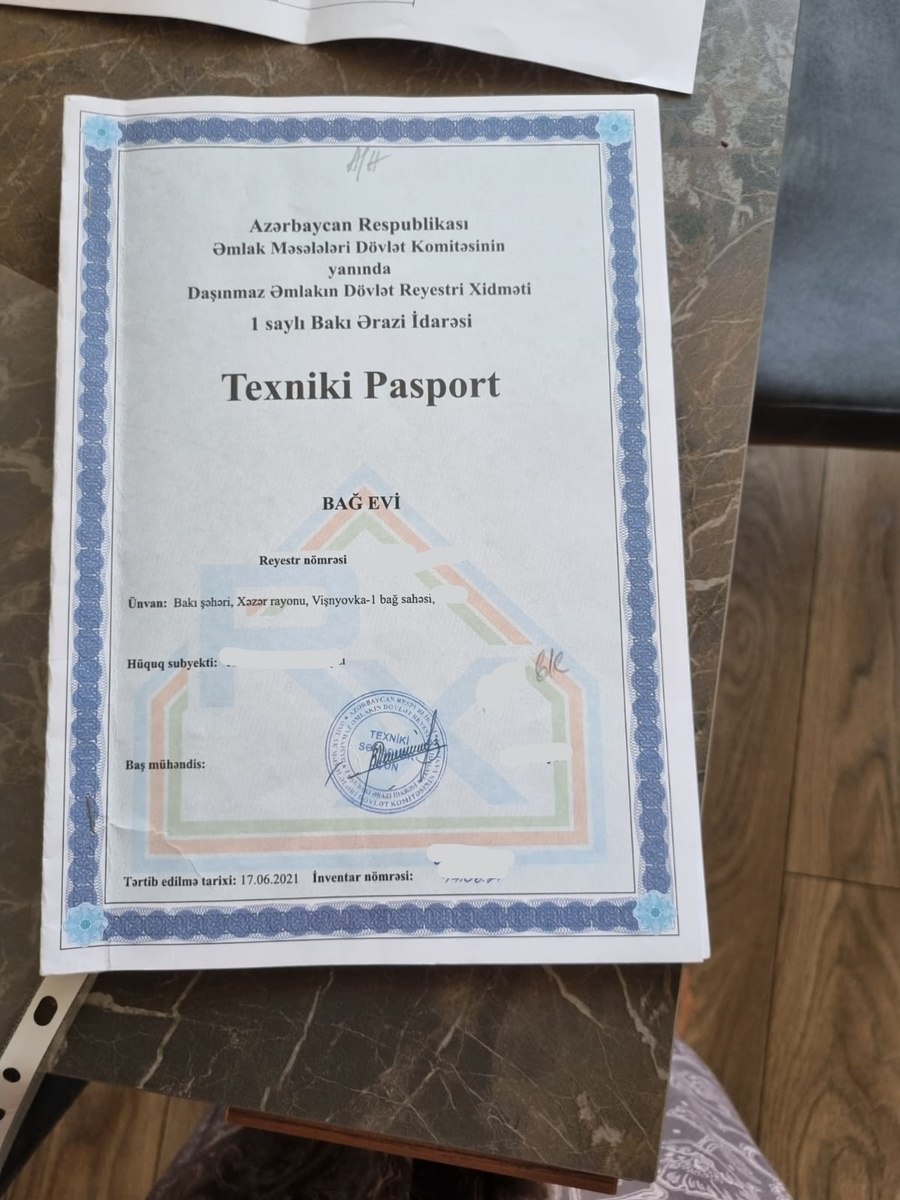 A/H
Azərbaycan Respublikası
Əmlak Məsələləri Dövlət Komitəsinin
yanında
Daşınmaz Əmlakın Dövlət Reyestri Xidməti
1 saylı Bakı Ərazi İdarəsi
Texniki Pasport
BAĞ EVİ
Reyestr nömrəsi
Ünvan: Bakı şəhəri, Xəzər rayonu, Vişnyovka-1 bağ sahəsi,
Hüquq subyekti:
TEXNİKİ
Baş mühəndis:
Tərtib edilmə tarixi: 17.06.2021 İnventar nömrəsi: